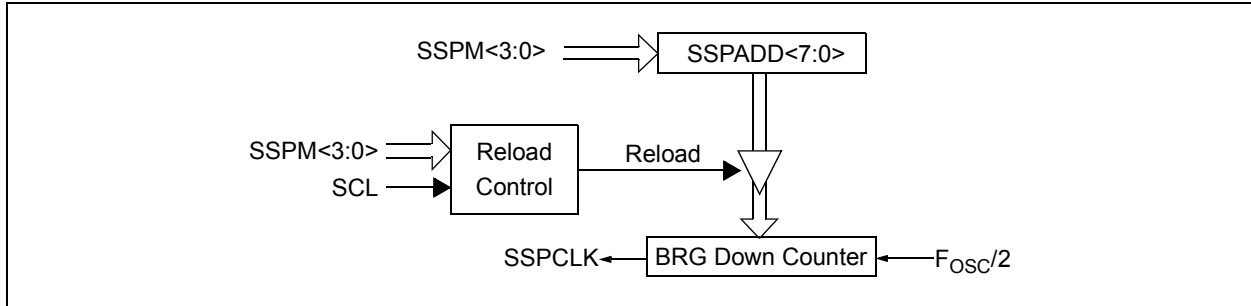 SSPM<3:0>
SSPADD<7:0>
SSPM<3:0>
SCL
Reload
Control
Reload
SSPCLK
BRG Down Counter
FOSC/2